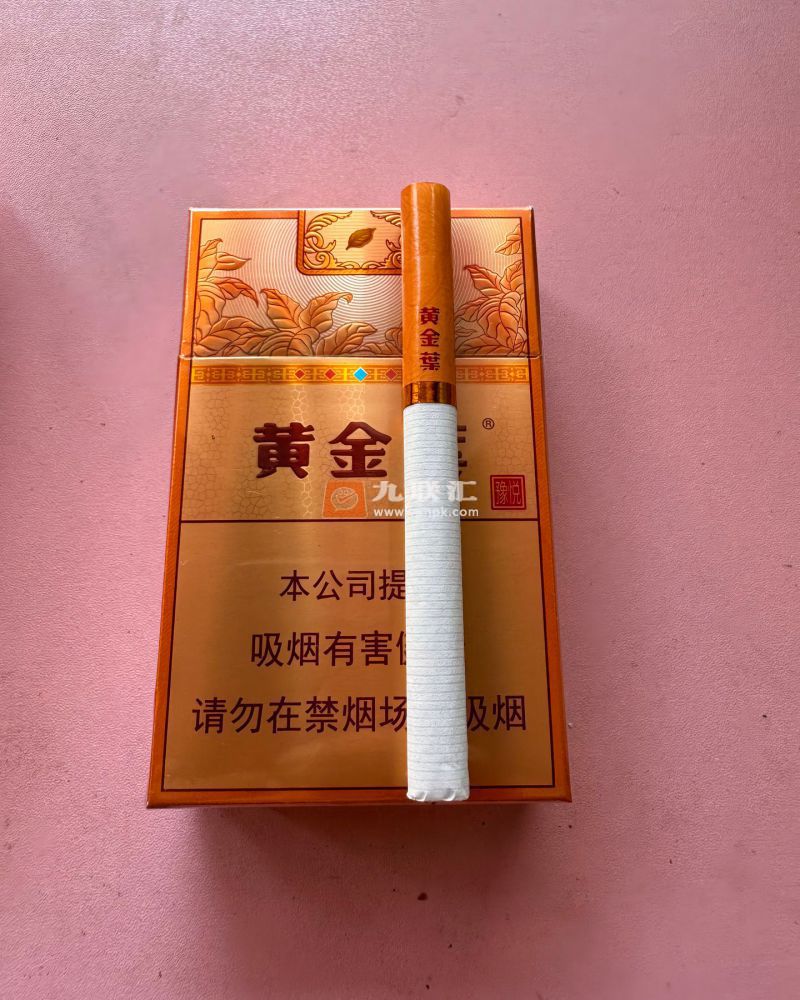 黄金葉
黄金 ®
豫悦
九联汇
本公司提
吸烟有害
请勿在禁烟场 吸烟